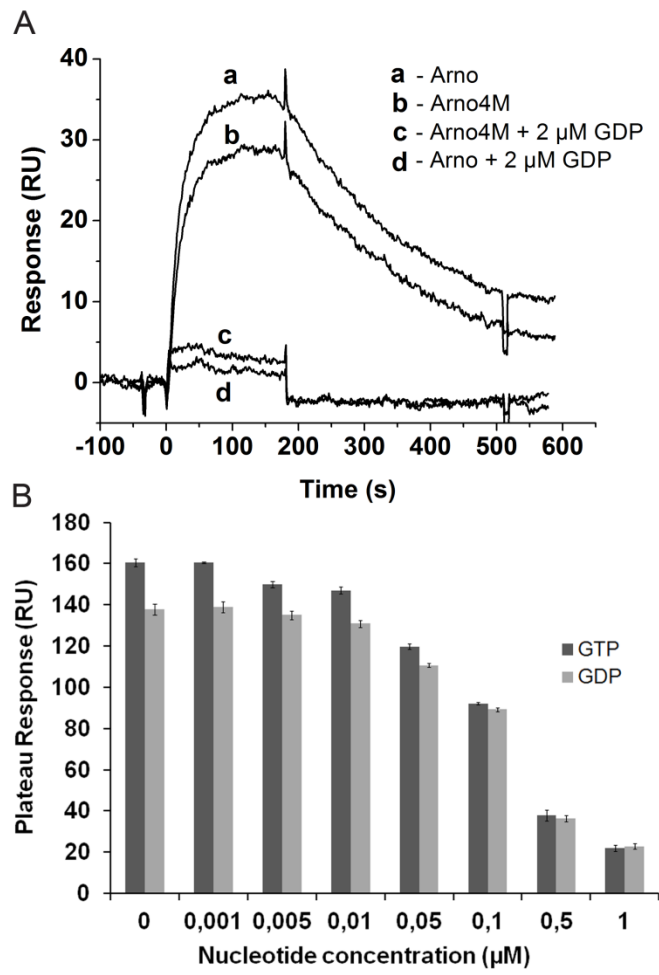 A
40
30
20
10
0
Response (RU)
a
b
c
d
a - Arno
b - Arno4M
c - Arno4M + 2 µM GDP
d - Arno + 2 µM GDP
-100 0 100 200 300 400 500 600
Time (s)
B
180
160
140
120
100
80
60
40
20
0
Plateau Response (RU)
GTP
GDP
0 0,001 0,005 0,01 0,05 0,1 0,5 1
Nucleotide concentration (µM)